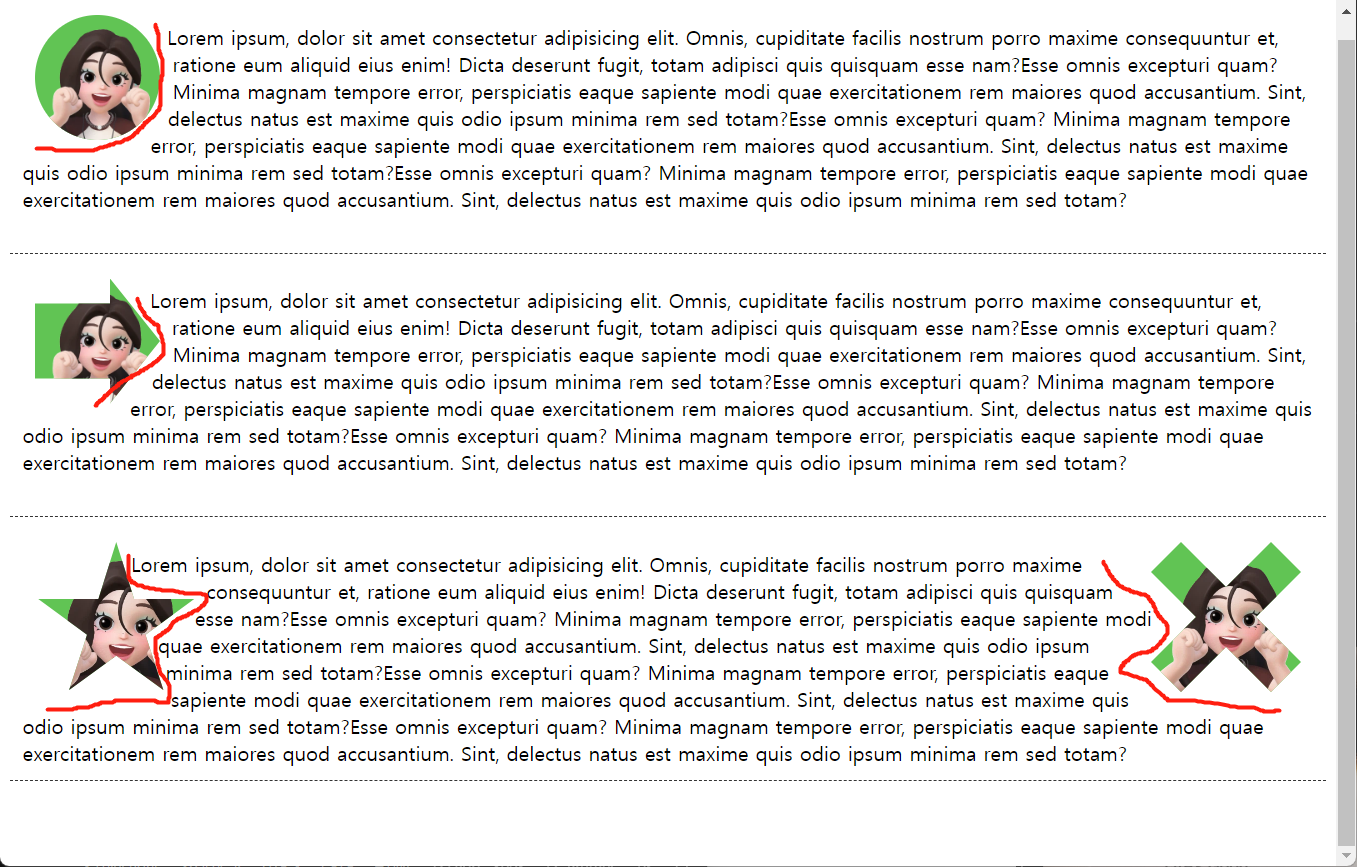 Lorem ipsum, dolor sit amet consectetur adipisicing elit. Omnis, cupiditate facilis nostrum porro maxime consequuntur et,
ratione eum aliquid eius enim! Dicta deserunt fugit, totam adipisci quis quisquam esse nam?Esse omnis excepturi quam?
Minima magnam tempore error, perspiciatis eaque sapiente modi quae exercitationem rem maiores quod accusantium. Sint,
delectus natus est maxime quis odio ipsum minima rem sed totam?Esse omnis excepturi quam? Minima magnam tempore
error, perspiciatis eaque sapiente modi quae exercitationem rem maiores quod accusantium. Sint, delectus natus est maxime
quis odio ipsum minima rem sed totam?Esse omnis excepturi quam? Minima magnam tempore error, perspiciatis eaque sapiente modi quae
exercitationem rem maiores quod accusantium. Sint, delectus natus est maxime quis odio ipsum minima rem sed totam?
Lorem ipsum, dolor sit amet consectetur adipisicing elit. Omnis, cupiditate facilis nostrum porro maxime consequuntur et,
ratione eum aliquid eius enim! Dicta deserunt fugit, totam adipisci quis quisquam esse nam?Esse omnis excepturi quam?
Minima magnam tempore error, perspiciatis eaque sapiente modi quae exercitationem rem maiores quod accusantium. Sint,
delectus natus est maxime quis odio ipsum minima rem sed totam?Esse omnis excepturi quam? Minima magnam tempore
error, perspiciatis eaque sapiente modi quae exercitationem rem maiores quod accusantium. Sint, delectus natus est maxime quis
odio ipsum minima rem sed totam?Esse omnis excepturi quam? Minima magnam tempore error, perspiciatis eaque sapiente modi quae
exercitationem rem maiores quod accusantium. Sint, delectus natus est maxime quis odio ipsum minima rem sed totam?
Lorem ipsum, dolor sit amet consectetur adipisicing elit. Omnis, cupiditate facilis nostrum porro maxime
consequuntur et, ratione eum aliquid eius enim! Dicta deserunt fugit, totam adipisci quis quisquam
esse nam?Esse omnis excepturi quam? Minima magnam tempore error, perspiciatis eaque sapiente modi
quae exercitationem rem maiores quod accusantium. Sint, delectus natus est maxime quis odio ipsum
minima rem sed totam?Esse omnis excepturi quam? Minima magnam tempore error, perspiciatis eaque
sapiente modi quae exercitationem rem maiores quod accusantium. Sint, delectus natus est maxime quis
odio ipsum minima rem sed totam?Esse omnis excepturi quam? Minima magnam tempore error, perspiciatis eaque sapiente modi quae
exercitationem rem maiores quod accusantium. Sint, delectus natus est maxime quis odio ipsum minima rem sed totam?